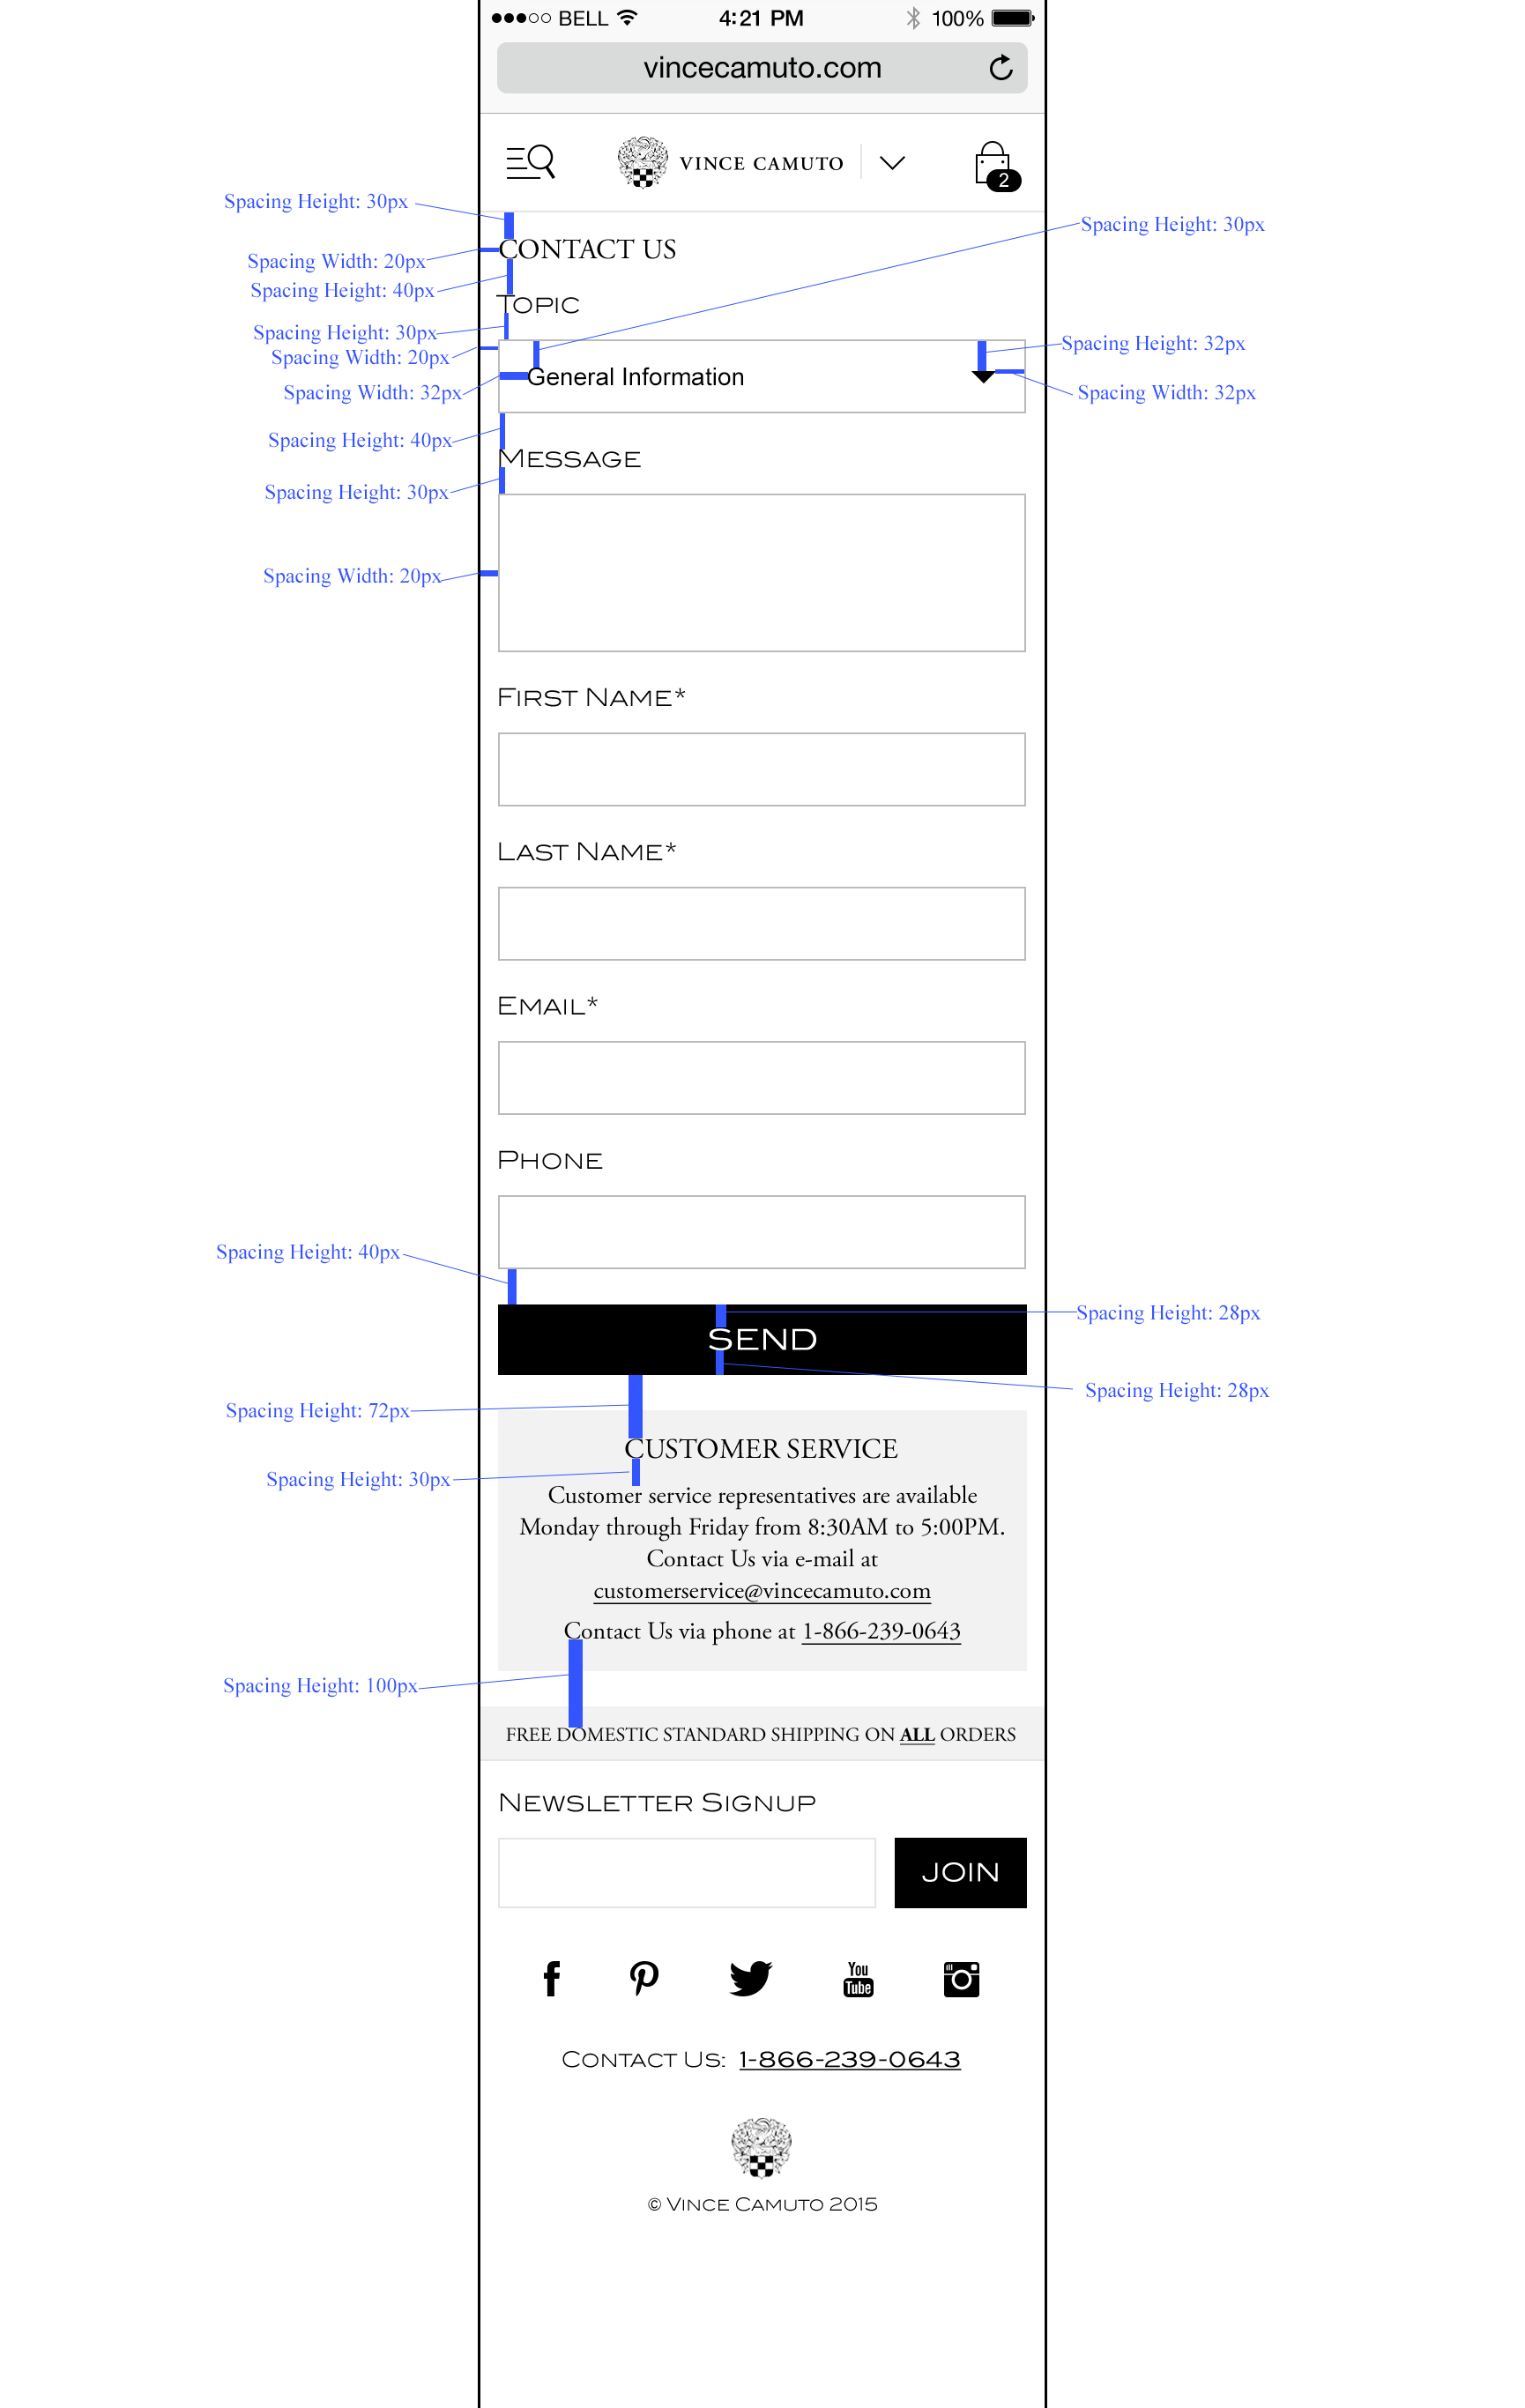 BELL
4:21 PM
100%
vincecamuto.com
VINCE CAMUTO
2
Spacing Height: 30px
Spacing Height: 30px
CONTACT US
Spacing Width: 20px
Spacing Height: 40px
TOPIC
Spacing Height: 30px
Spacing Height: 32px
Spacing Width: 20px
General Information
Spacing Width: 32px
Spacing Width: 32px
Spacing Height: 40px
MESSAGE
Spacing Height: 30px
Spacing Width: 20px
FIRST NAME*
LAST NAME*
EMAIL*
PHONE
Spacing Height: 40px
Spacing Height: 28px
SEND
Spacing Height: 28px
Spacing Height: 72px
CUSTOMER SERVICE
Spacing Height: 30px
Customer service representatives are available
Monday through Friday from 8:30AM to 5:00PM.
Contact Us via e-mail at
customerservice@vincecamuto.com
Contact Us via phone at 1-866-239-0643
Spacing Height: 100px
FREE DOMESTIC STANDARD SHIPPING ON ALL ORDERS
NEWSLETTER SIGNUP
JOIN
You
Tube
CONTACT US: 1-866-239-0643
© VINCE CAMUTO 2015